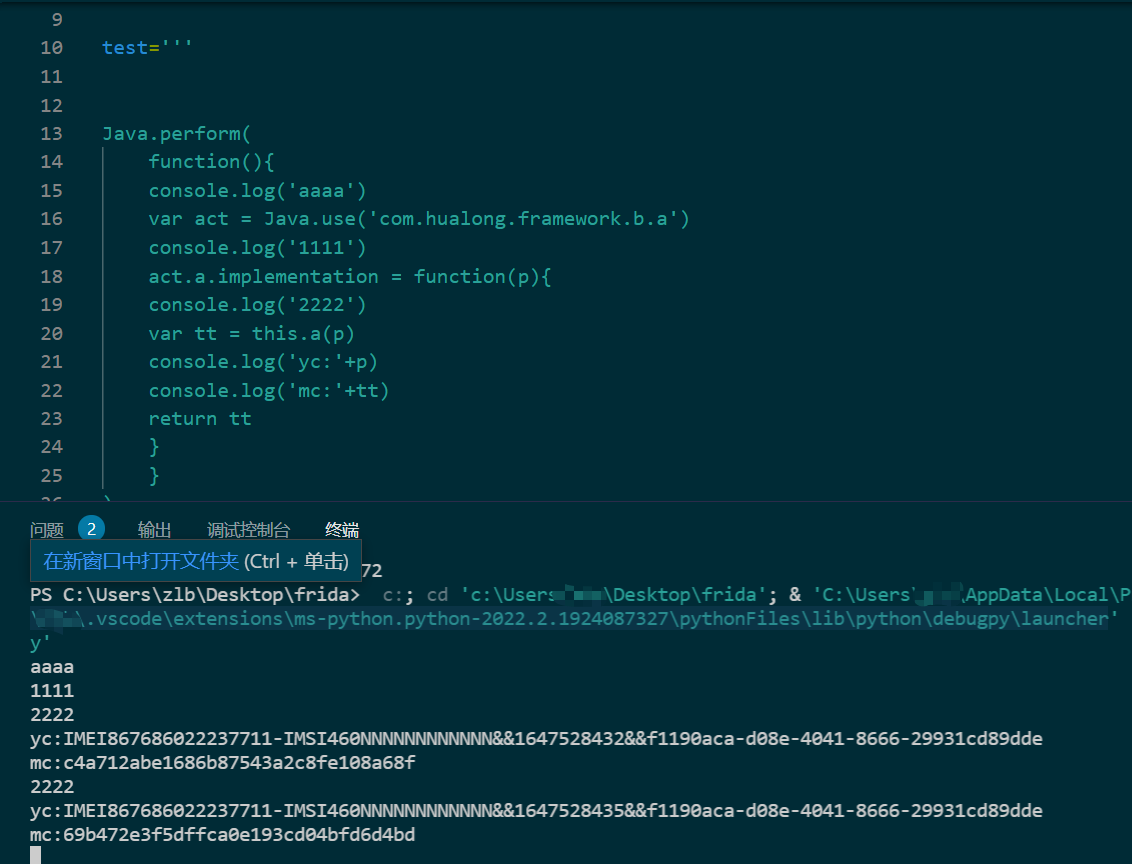 9
10 test='''
11
12
13 Java.perform(
14 function(){
15 console.log('aaaa')
16 var act = Java.use('com.hualong.framework.b.a')
17 console.log('1111')
18 act.a.implementation = function(p){
19 console.log('2222')
20 var tt = this.a(p)
21 console.log('yc:'+p)
22 console.log('mc:'+tt)
23 return tt
24 }
25 }
问题 2 输出 调试控制台 终端
在新窗口中打开文件夹 (Ctrl + 单击) 72
PS C:\Users\zlb\Desktop\frida> c:; cd 'c:\Users \Desktop\frida'; & 'C:\Users \AppData\Local\P
\.vscode\extensions\ms-python.python-2022.2.1924087327\pythonFiles\lib\python\debugpy\launcher'
y'
aaaa
1111
2222
yc:IMEI867686022237711-IMSI460NNNNNNNNNNNN&&1647528432&&f1190aca-d08e-4041-8666-29931cd89dde
mc:c4a712abe1686b87543a2c8fe108a68f
2222
yc:IMEI867686022237711-IMSI460NNNNNNNNNNNN&&1647528435&&f1190aca-d08e-4041-8666-29931cd89dde
mc:69b472e3f5dffca0e193cd04bfd6d4bd